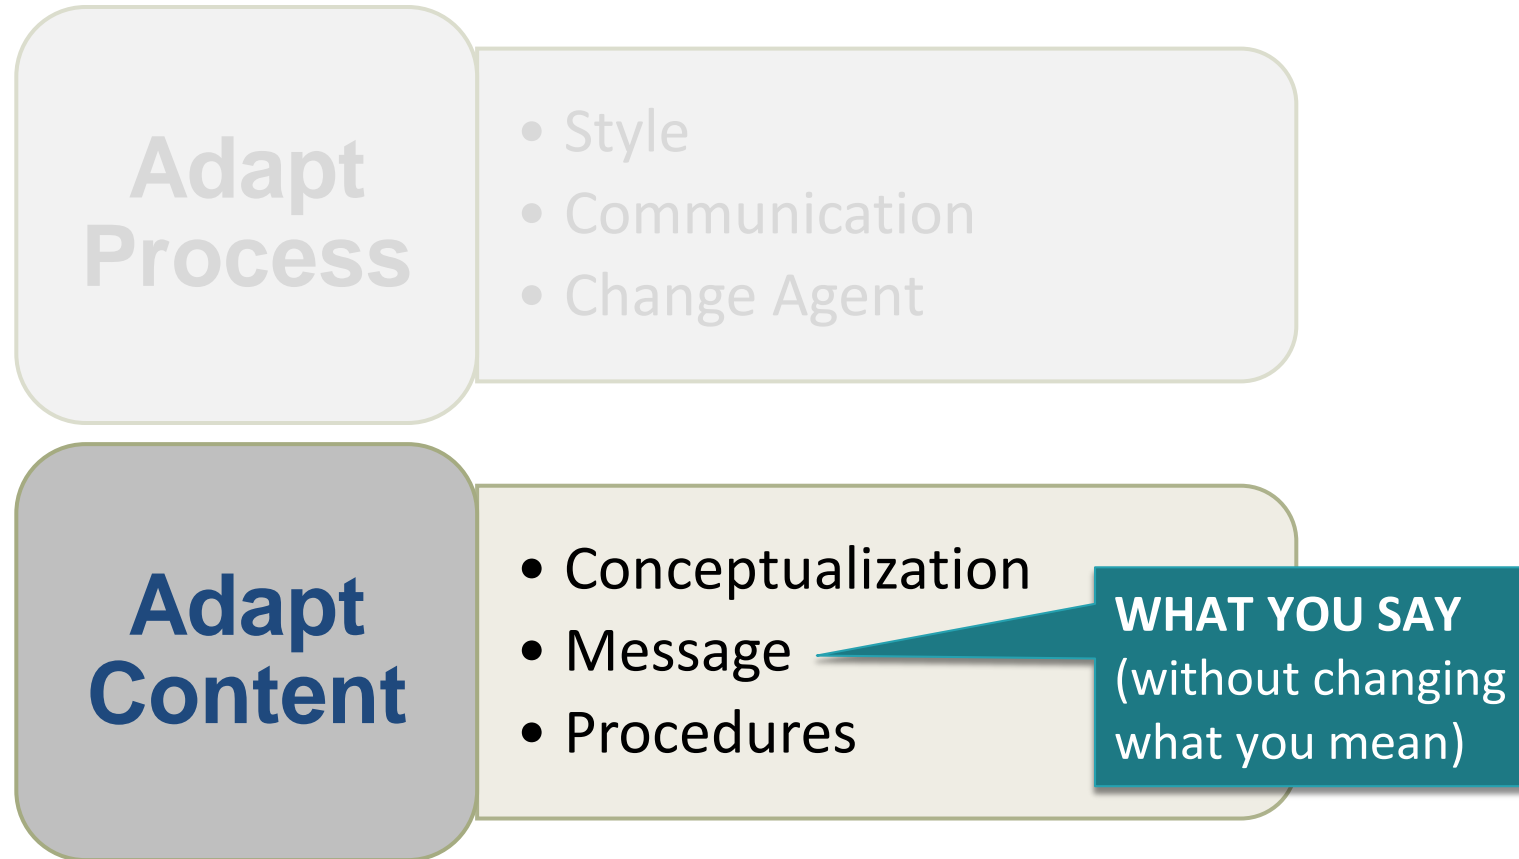 Adapt
Process
• Style
• Communication
• Change Agent
Adapt
Content
• Conceptualization
• Message
• Procedures
WHAT YOU SAY
(without changing
what you mean)